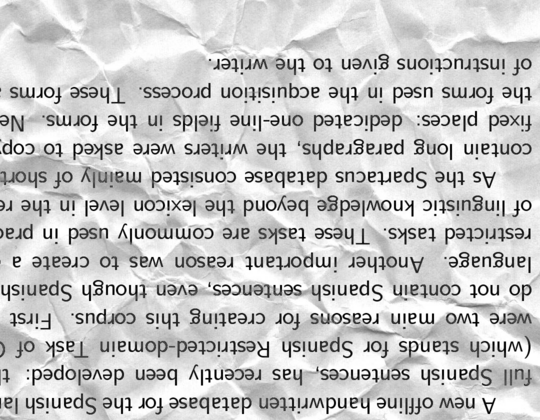 A new offline handwritten database for the Spanish lan
full Spanish sentences, has recently been developed: th
(which stands for Spanish Restricted-domain Task of C
were two main reasons for creating this corpus. First
do not contain Spanish sentences, even though Spanish
language. Another important reason was to create a
restricted tasks. These tasks are commonly used in prac
of linguistic knowledge beyond the lexicon level in the re
As the Spartacus database consisted mainly of short
contain long paragraphs, the writers were asked to copy
fixed places: dedicated one-line fields in the forms. Ne
the forms used in the acquisition process. These forms
of instructions given to the writer.